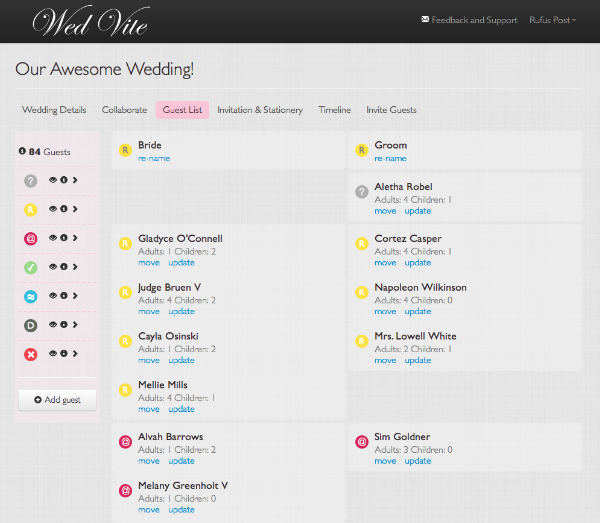 Wed Vite
Feedback and Support Rufus Post
Our Awesome Wedding!
Wedding Details Collaborate Guest List Invitation & Stationery Timeline Invite Guests
84 Guests
?
R
@
D
Add guest
R Bride
re-name
R Groom
re-name
? Aletha Robel
Adults: 4 Children: 1
move update
R Gladyce O'Connell
Adults: 1 Children: 2
move update
R Cortez Casper
Adults: 4 Children: 1
move update
R Judge Bruen V
Adults: 4 Children: 2
move update
R Napoleon Wilkinson
Adults: 4 Children: 0
move update
R Cayla Osinski
Adults: 1 Children: 2
move update
R Mrs. Lowell White
Adults: 2 Children: 1
move update
R Mellie Mills
Adults: 4 Children: 1
move update
@ Alvah Barrows
Adults: 1 Children: 2
move update
@ Sim Goldner
Adults: 3 Children: 0
move update
@ Melany Greenholt V
Adults: 1 Children: 0
move update